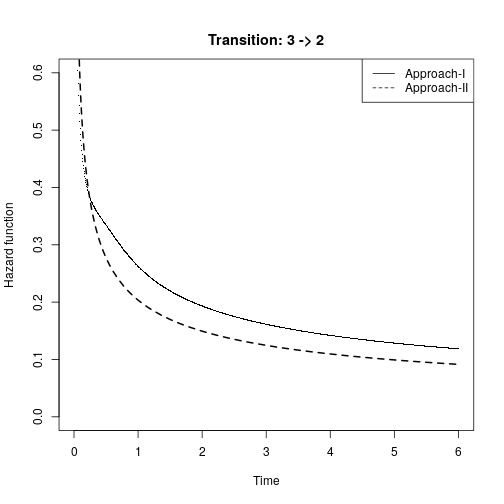 Transition: 3 -> 2
Approach-I
Approach-II
Hazard function
0.6
0.5
0.4
0.3
0.2
0.1
0.0
0 1 2 3 4 5 6
Time